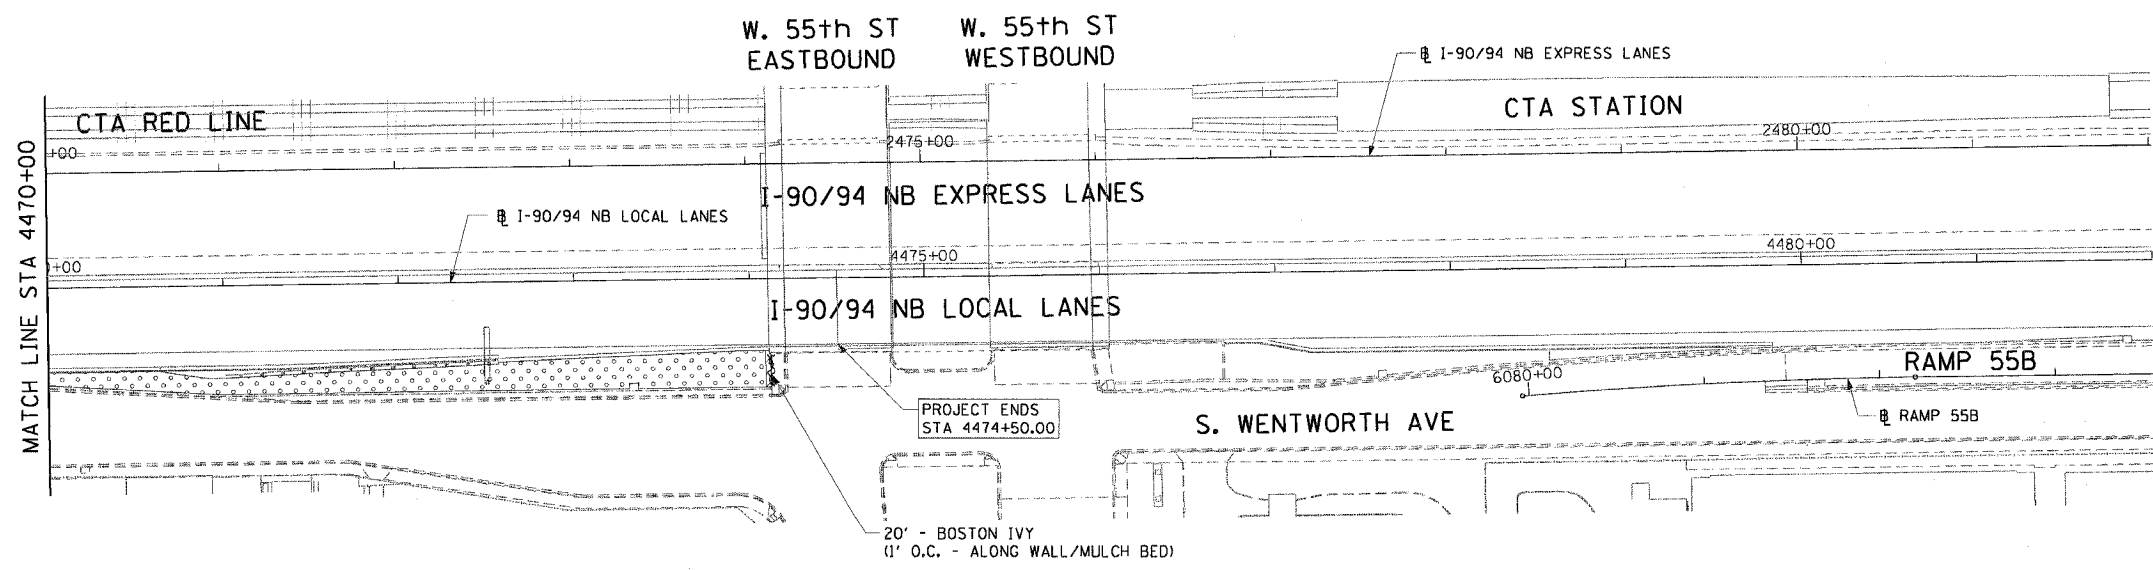 W. 55th ST
EASTBOUND
W. 55th ST
WESTBOUND
℄ I-90/94 NB EXPRESS LANES
CTA RED LINE
CTA STATION
+00
2475+00
2480+00
I-90/94 NB EXPRESS LANES
℄ I-90/94 NB LOCAL LANES
+00
4475+00
4480+00
I-90/94 NB LOCAL LANES
MATCH LINE STA 4470+00
RAMP 55B
6080+00
PROJECT ENDS
STA 4474+50.00
S. WENTWORTH AVE
℄ RAMP 55B
20' - BOSTON IVY
(1' O.C. - ALONG WALL/MULCH BED)